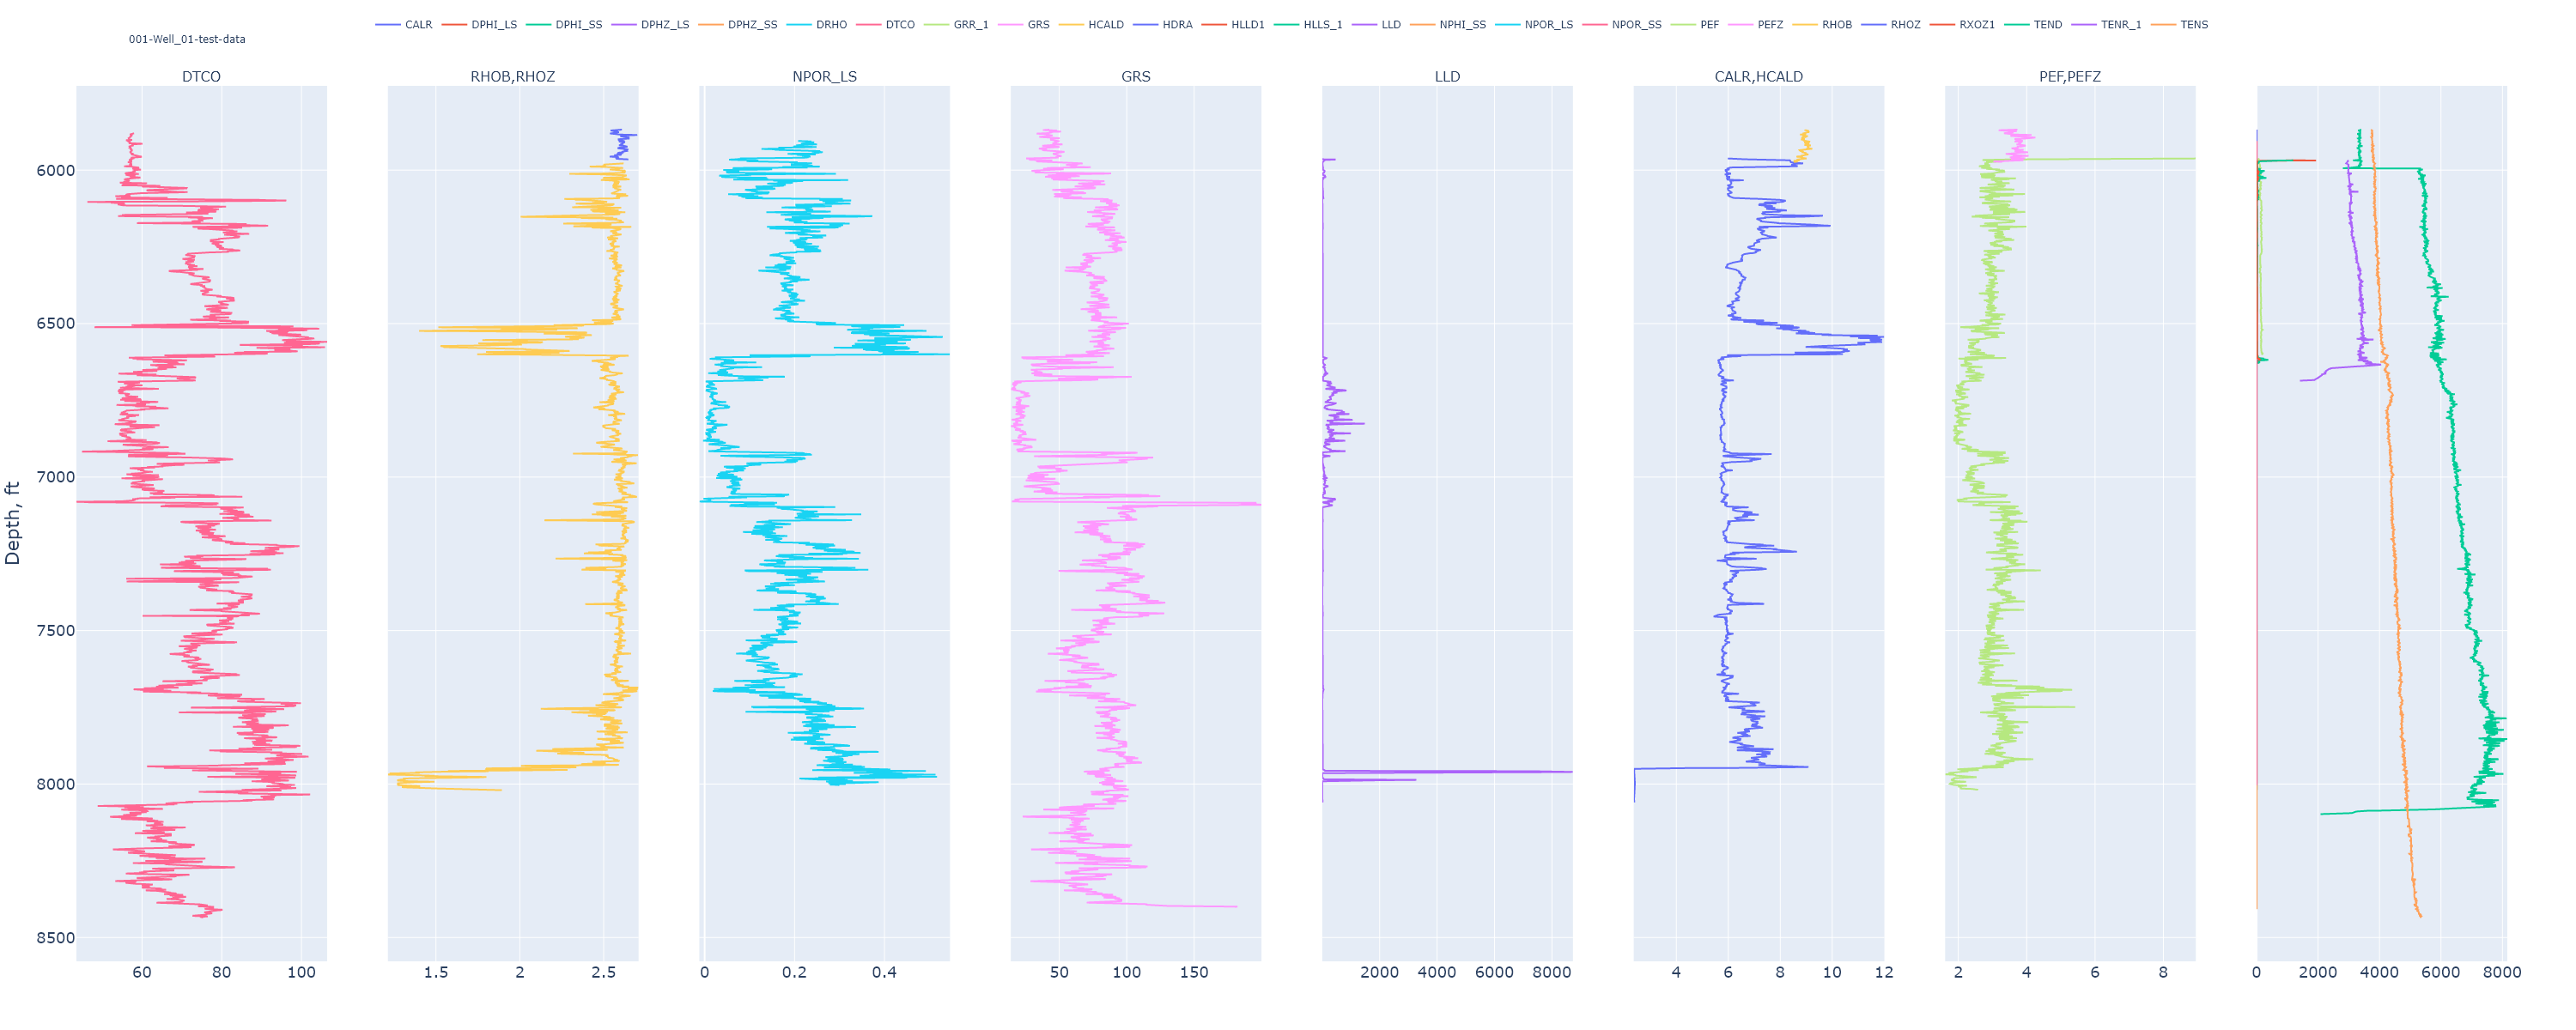 CALR DPHI_LS DPHI_SS DPHZ_LS DPHZ_SS DRHO DTCO GRR_1 GRS HCALD HDRA HLLD1 HLLS_1 LLD NPHI_SS NPOR_LS NPOR_SS PEF PEFZ RHOB RHOZ RXOZ1 TEND TENR_1 TENS
001-Well_01-test-data
DTCO RHOB,RHOZ NPOR_LS GRS LLD CALR,HCALD PEF,PEFZ
6000
6500
7000
7500
8000
8500
Depth, ft
60 80 100 1.5 2 2.5 0 0.2 0.4 50 100 150 2000 4000 6000 8000 4 6 8 10 12 2 4 6 8 0 2000 4000 6000 8000